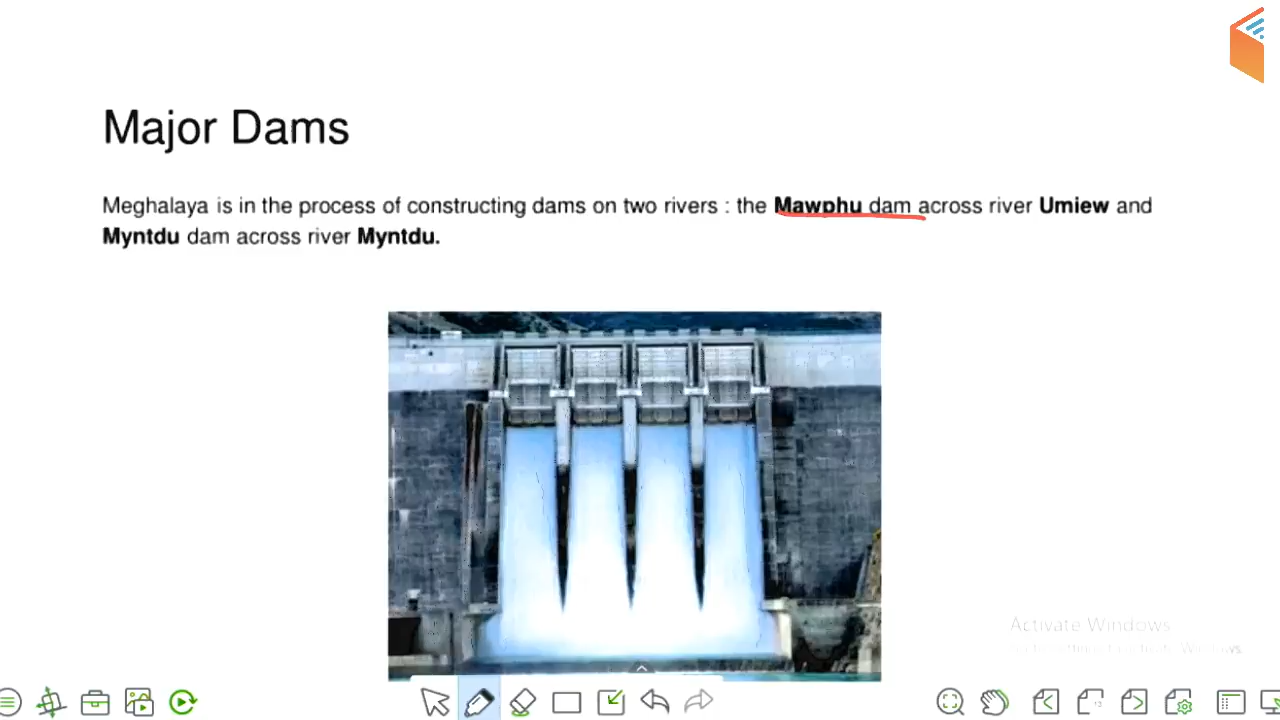 Major Dams
Meghalaya is in the process of constructing dams on two rivers : the Mawphu dam across river Umiew and
Myntdu dam across river Myntdu.
Activate Windows